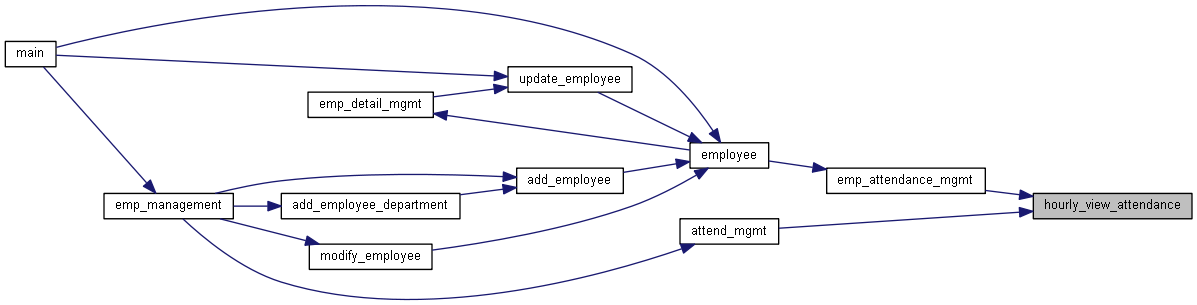 main
update_employee
emp_detail_mgmt
employee
add_employee
emp_attendance_mgmt
emp_management
add_employee_department
hourly_view_attendance
attend_mgmt
modify_employee